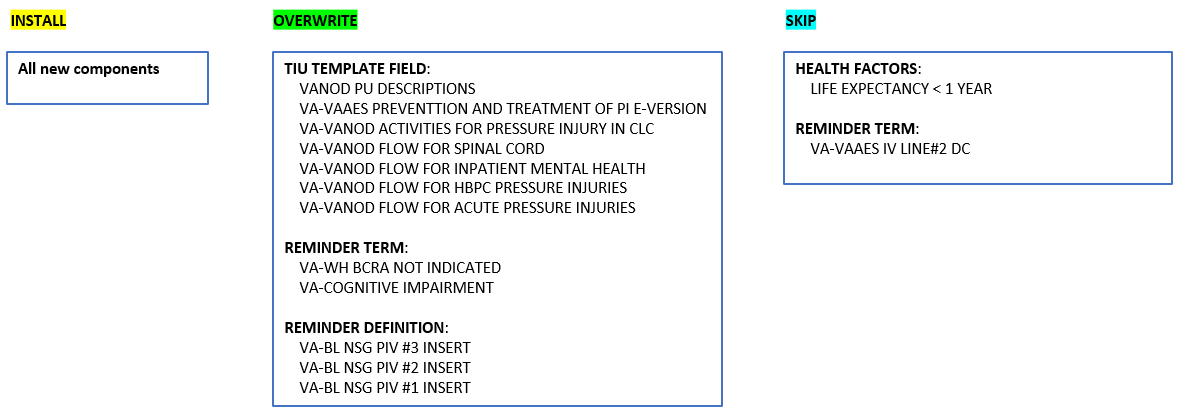 INSTALL
All new components
OVERWRITE
TIU TEMPLATE FIELD:
VANOD PU DESCRIPTIONS
VA-VAAES PREVENTTION AND TREATMENT OF PI E-VERSION
VA-VANOD ACTIVITIES FOR PRESSURE INJURY IN CLC
VA-VANOD FLOW FOR SPINAL CORD
VA-VANOD FLOW FOR INPATIENT MENTAL HEALTH
VA-VANOD FLOW FOR HBPC PRESSURE INJURIES
VA-VANOD FLOW FOR ACUTE PRESSURE INJURIES
REMINDER TERM:
VA-WH BCRA NOT INDICATED
VA-COGNITIVE IMPAIRMENT
REMINDER DEFINITION:
VA-BL NSG PIV #3 INSERT
VA-BL NSG PIV #2 INSERT
VA-BL NSG PIV #1 INSERT
SKIP
HEALTH FACTORS:
LIFE EXPECTANCY < 1 YEAR
REMINDER TERM:
VA-VAAES IV LINE#2 DC